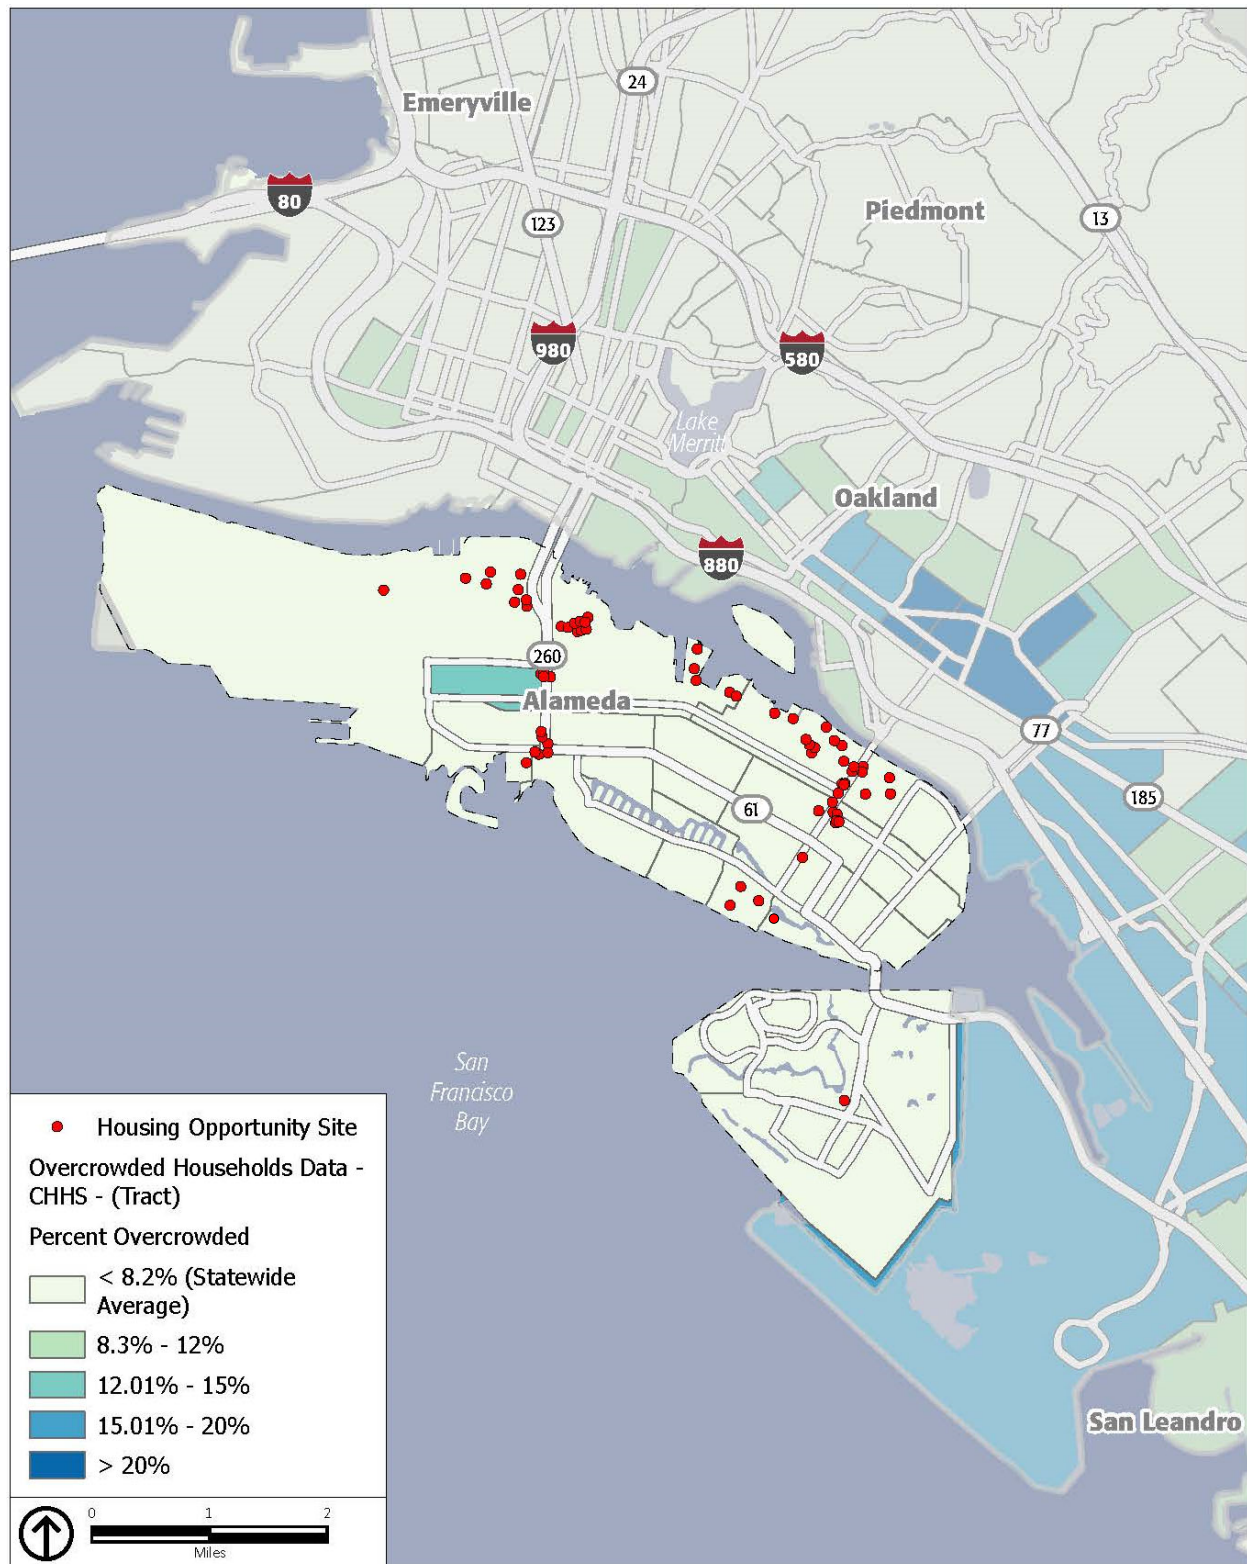 Emeryville
24
80
123
Piedmont
13
980
580
Lake
Merritt
Oakland
880
260
Alameda
77
185
61
San
Francisco
Bay
San Leandro
Housing Opportunity Site
Overcrowded Households Data -
CHHS - (Tract)
Percent Overcrowded
< 8.2% (Statewide
Average)
8.3% - 12%
12.01% - 15%
15.01% - 20%
> 20%
0 1 2
Miles